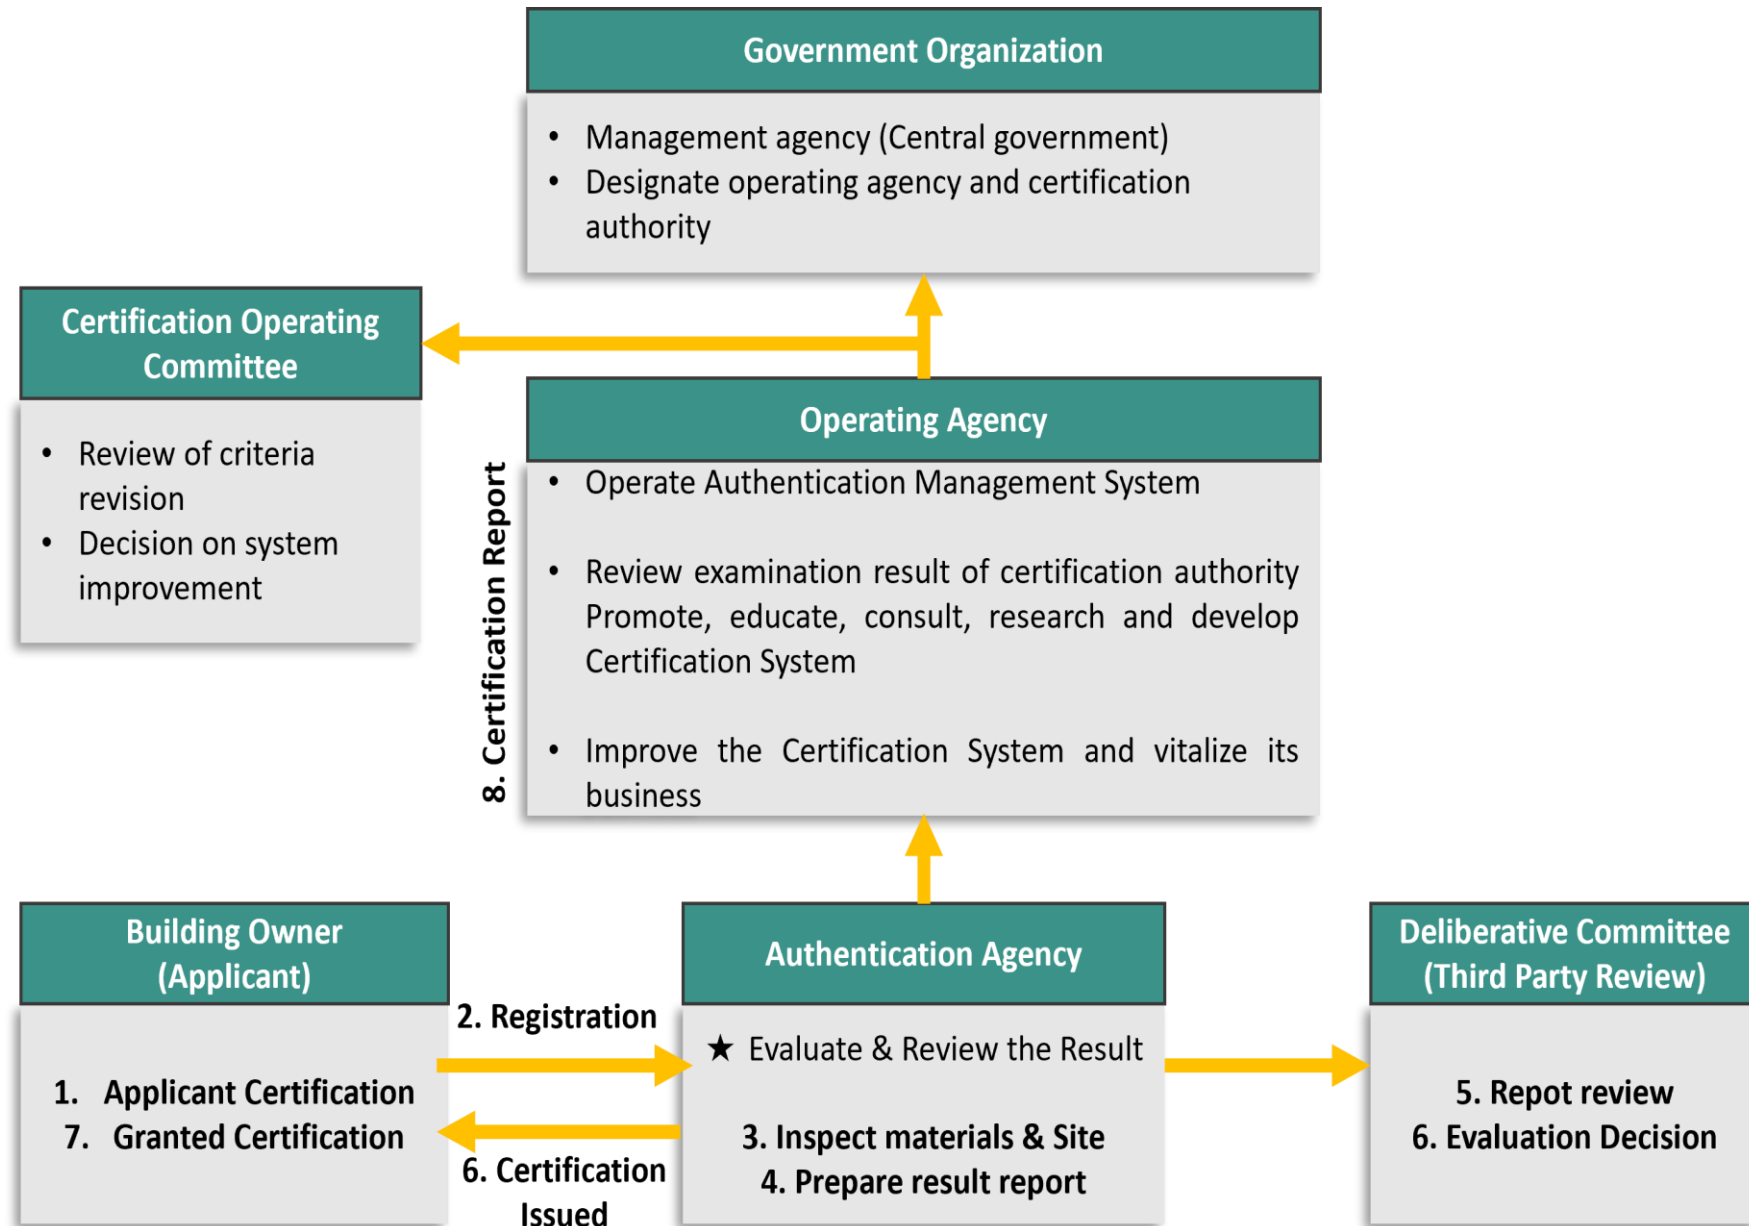 Government Organization
• Management agency (Central government)
• Designate operating agency and certification
authority
Certification Operating
Committee
• Review of criteria
revision
• Decision on system
improvement
8. Certification Report
Operating Agency
• Operate Authentication Management System
• Review examination result of certification authority
Promote, educate, consult, research and develop
Certification System
• Improve the Certification System and vitalize its
business
Building Owner
(Applicant)
1. Applicant Certification
7. Granted Certification
2. Registration
6. Certification
Issued
Authentication Agency
★ Evaluate & Review the Result
3. Inspect materials & Site
4. Prepare result report
Deliberative Committee
(Third Party Review)
5. Repot review
6. Evaluation Decision